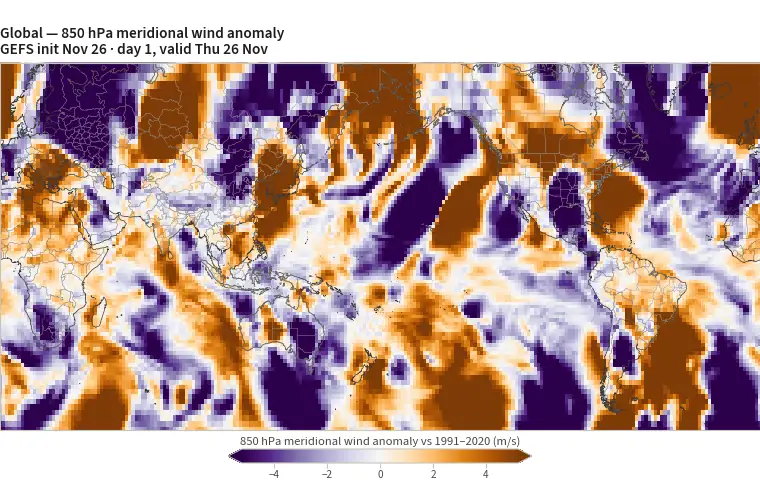 Global — 850 hPa meridional wind anomaly
GEFS init Nov 26 · day 1, valid Thu 26 Nov
850 hPa meridional wind anomaly vs 1991–2020 (m/s)
−4 −2 0 2 4